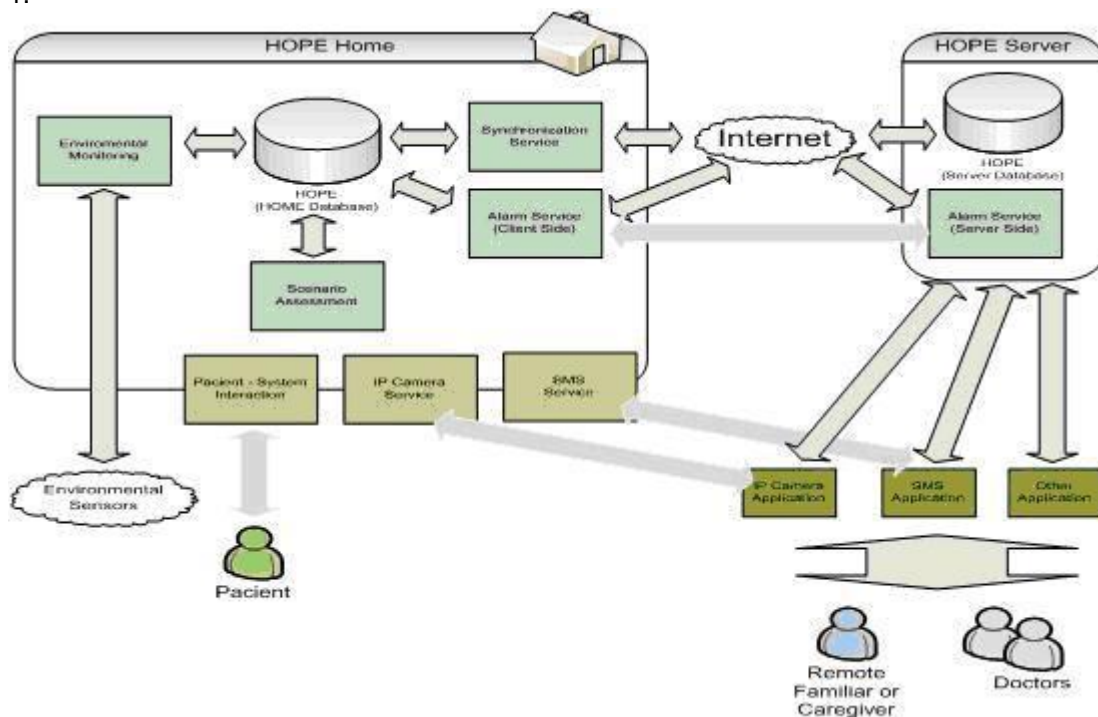 HOPE Home
HOPE Server
Enviromental
Monitoring
HOPE
(HOME Database)
Synchronization
Service
Internet
HOPE
(Server Database)
Alarm Service
(Client Side)
Alarm Service
(Server Side)
Scenario
Assessment
Pacient - System
Interaction
IP Camera
Service
SMS
Service
Environmental
Sensors
IP Camera
Application
SMS
Application
Other
Application
Pacient
Remote
Familiar or
Caregiver
Doctors